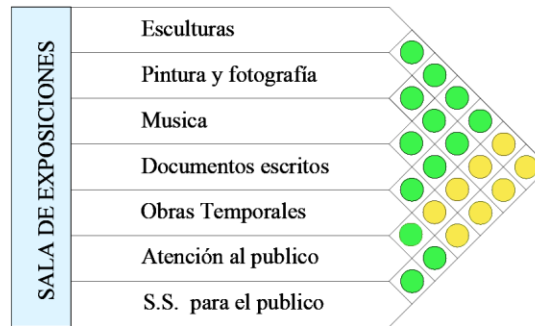 SALA DE EXPOSICIONES
Esculturas
Pintura y fotografía
Musica
Documentos escritos
Obras Temporales
Atención al publico
S.S. para el publico